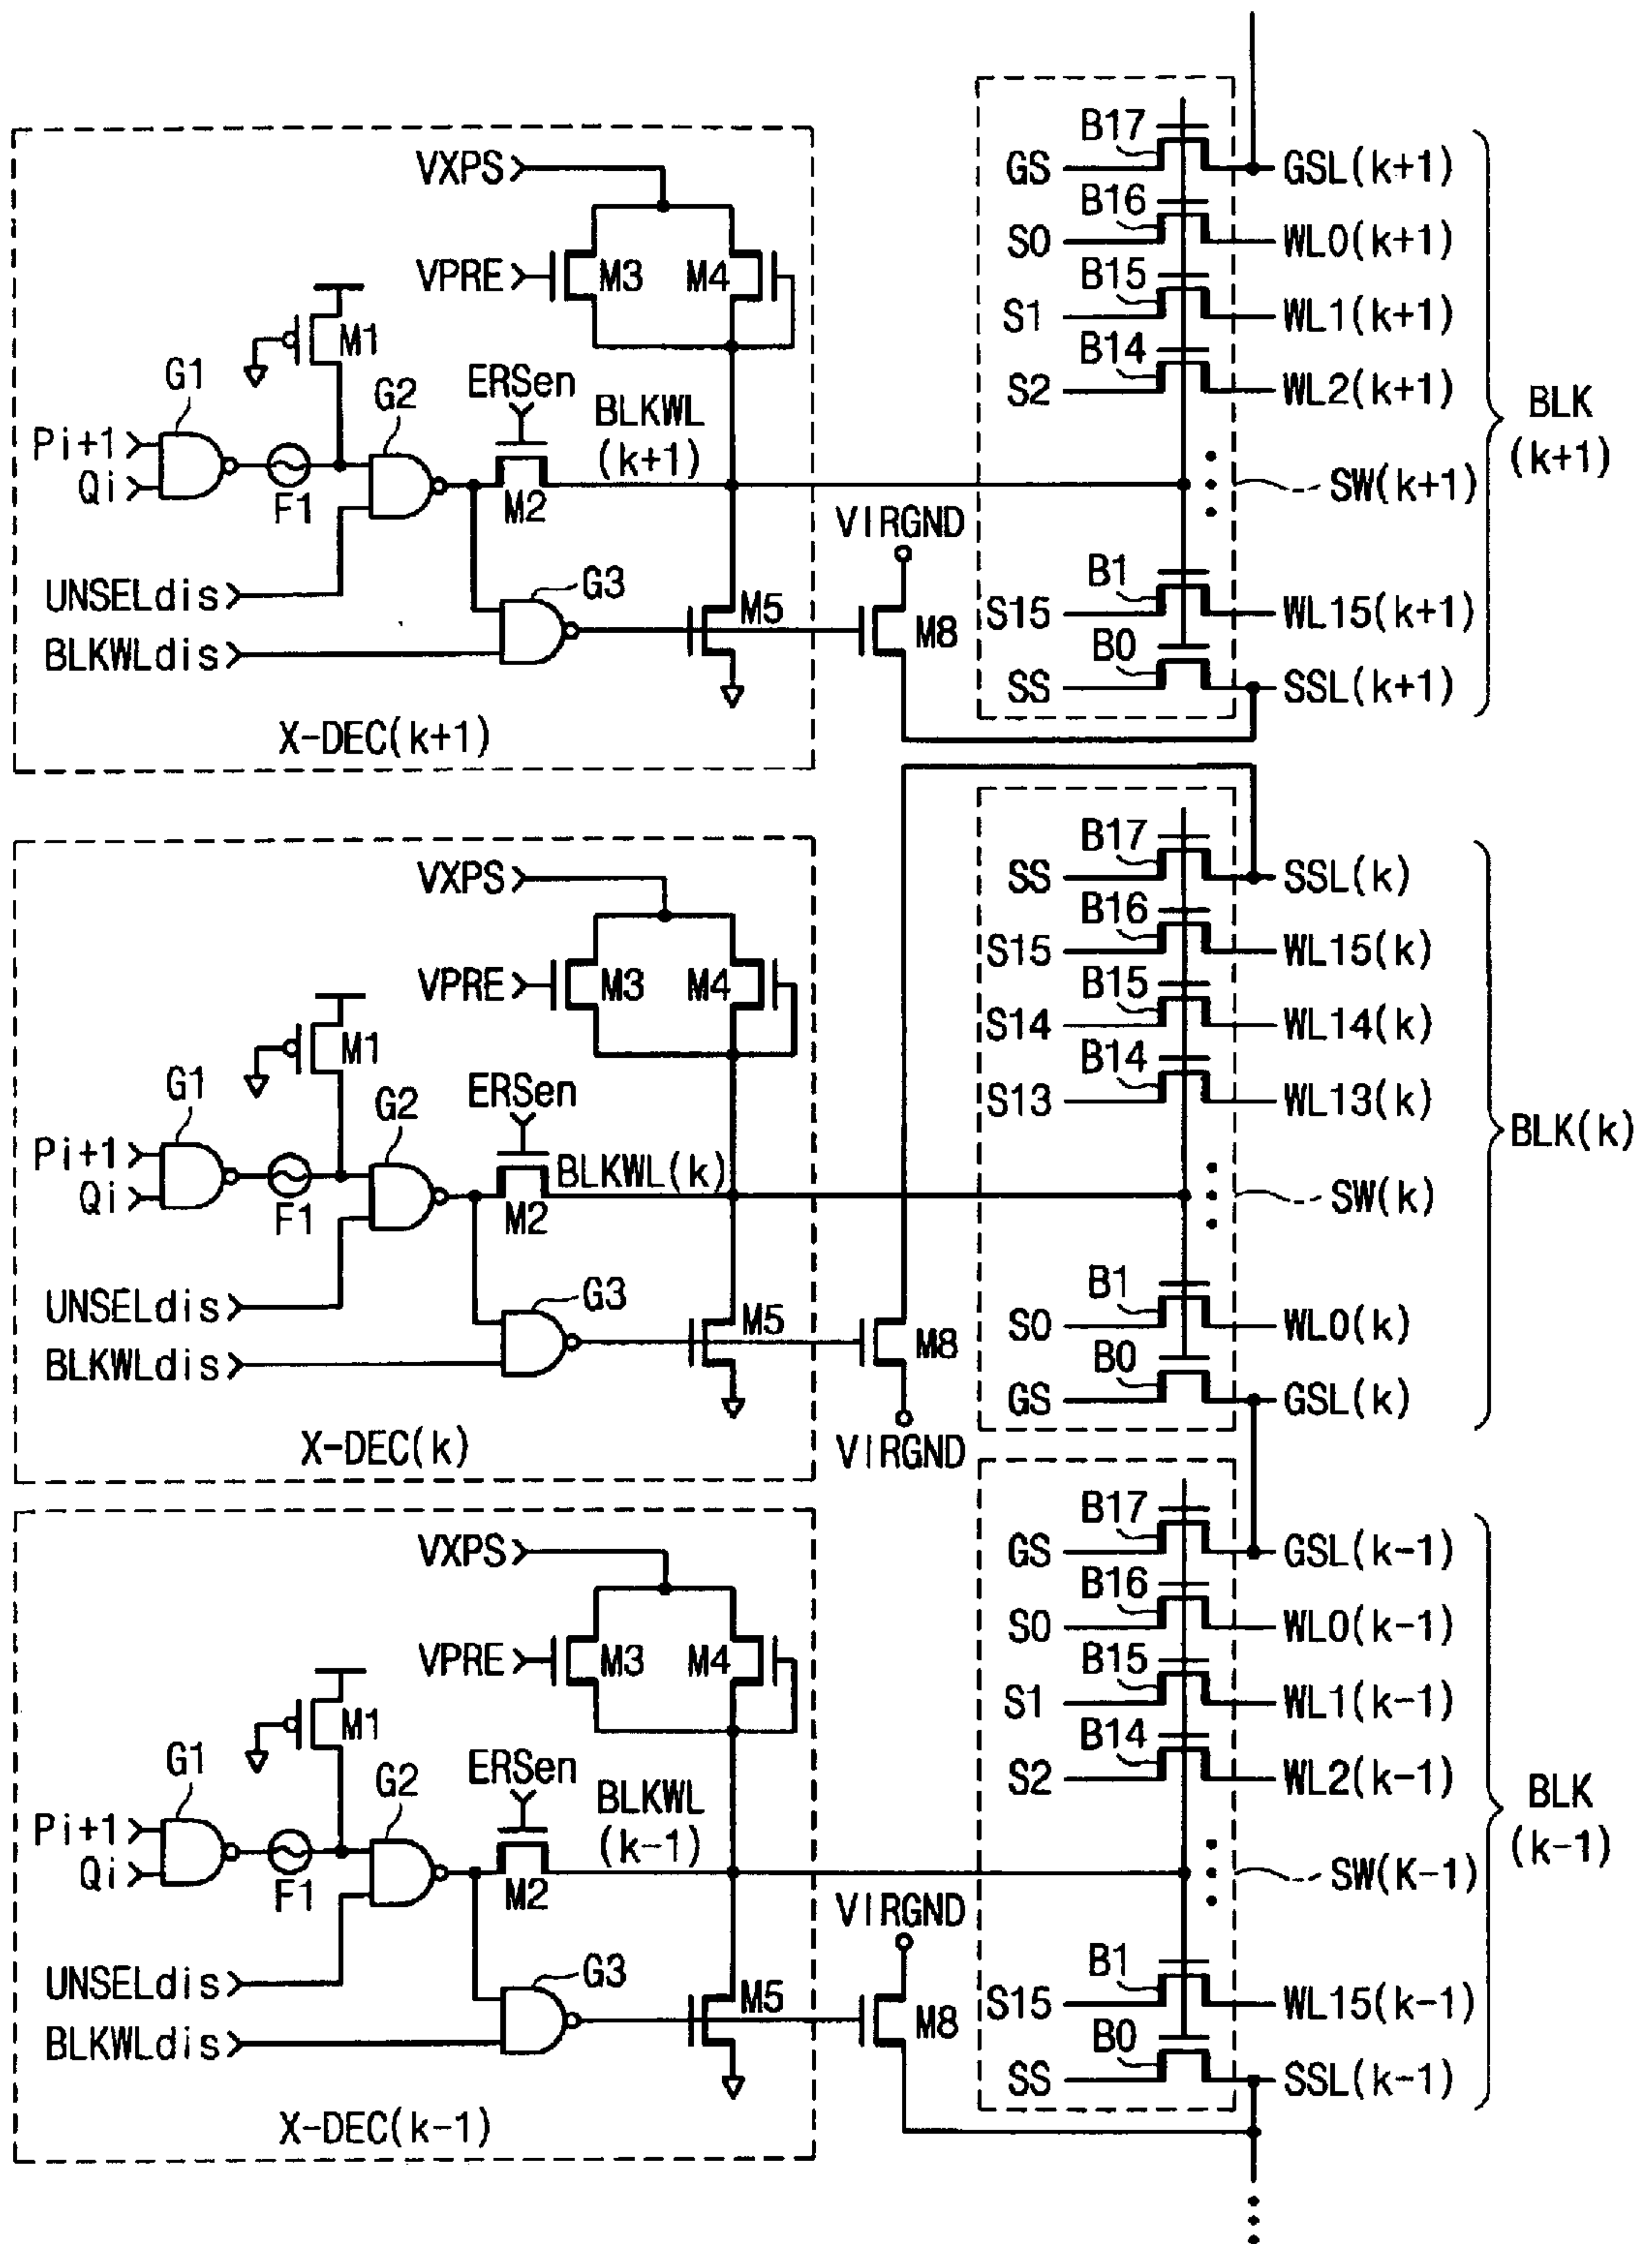 B17
GS
GSL(k+1)
B16
S0
WL0(k+1)
B15
S1
WL1(k+1)
B14
S2
WL2(k+1)
BLK
(k+1)
SW(k+1)
B1
S15
WL15(k+1)
B0
SS
SSL(k+1)
VXPS
VPRE
M3
M4
M1
G1
G2
ERSen
BLKWL
(k+1)
Pi+1
Qi
F1
M2
VIRGND
UNSELdis
G3
M5
M8
BLKWLdis
X-DEC(k+1)
B17
SS
SSL(k)
B16
S15
WL15(k)
B15
S14
WL14(k)
B14
S13
WL13(k)
BLK(k)
SW(k)
B1
S0
WL0(k)
B0
GS
GSL(k)
VXPS
VPRE
M3
M4
M1
G1
G2
ERSen
BLKWL(k)
Pi+1
Qi
F1
M2
UNSELdis
G3
M5
M8
BLKWLdis
VIRGND
X-DEC(k)
B17
GS
GSL(k-1)
B16
S0
WL0(k-1)
B15
S1
WL1(k-1)
B14
S2
WL2(k-1)
BLK
(k-1)
SW(K-1)
B1
S15
WL15(k-1)
B0
SS
SSL(k-1)
VXPS
VPRE
M3
M4
M1
G1
G2
ERSen
BLKWL
(k-1)
Pi+1
Qi
F1
M2
VIRGND
UNSELdis
G3
M5
M8
BLKWLdis
X-DEC(k-1)